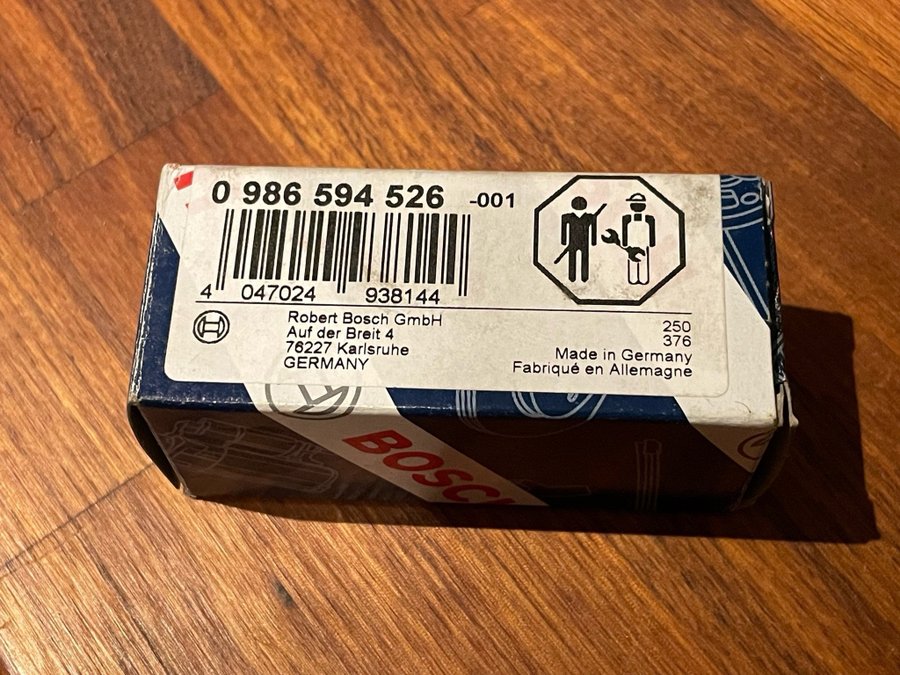 0 986 594 526 -001
4 047024 938144
Robert Bosch GmbH
Auf der Breit 4
76227 Karlsruhe
GERMANY
250
376
Made in Germany
Fabriqué en Allemagne
BOSCH